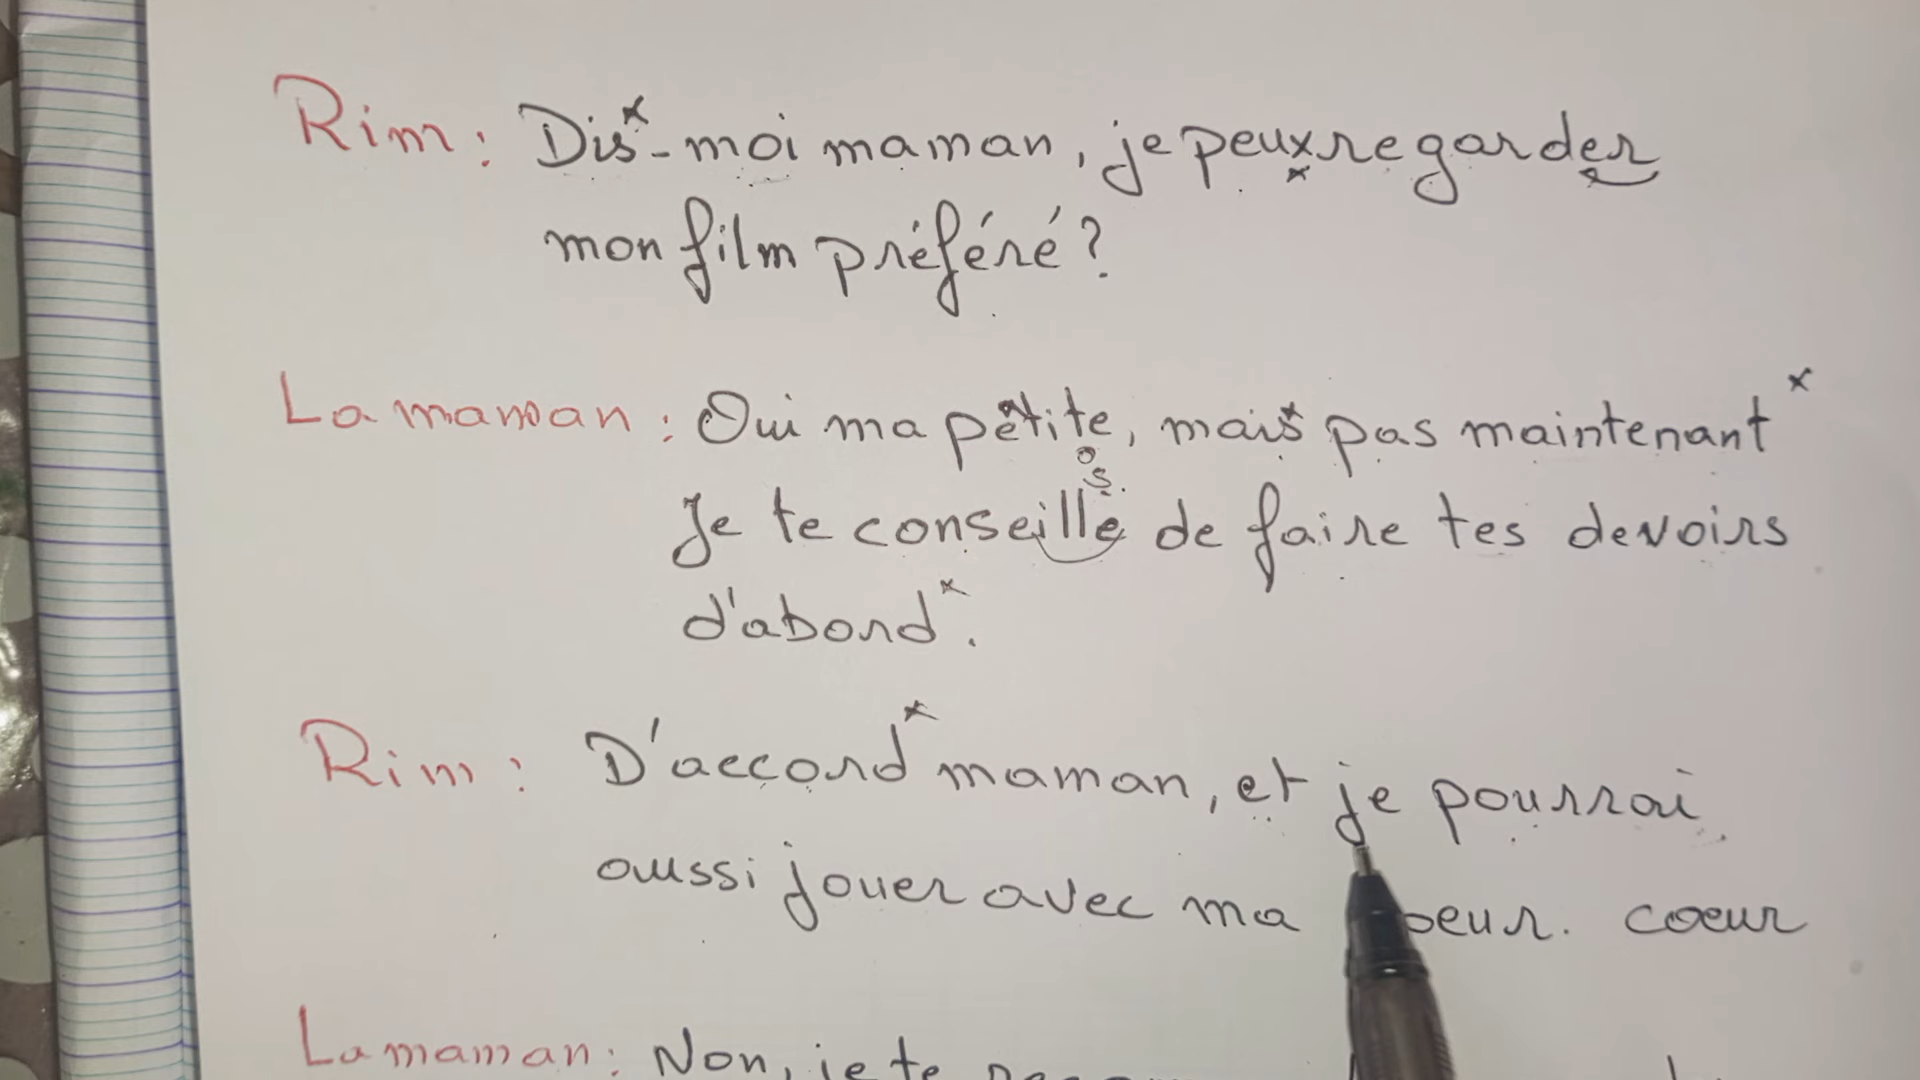 Rim : Dis-moi maman, je peux regarder
mon film préféré ?
La maman : Oui ma petite, mais pas maintenant
Je te conseille de faire tes devoirs
d'abord.
Rim : D'accord maman, et je pourrai
aussi jouer avec ma coeur
La maman : Non, je te